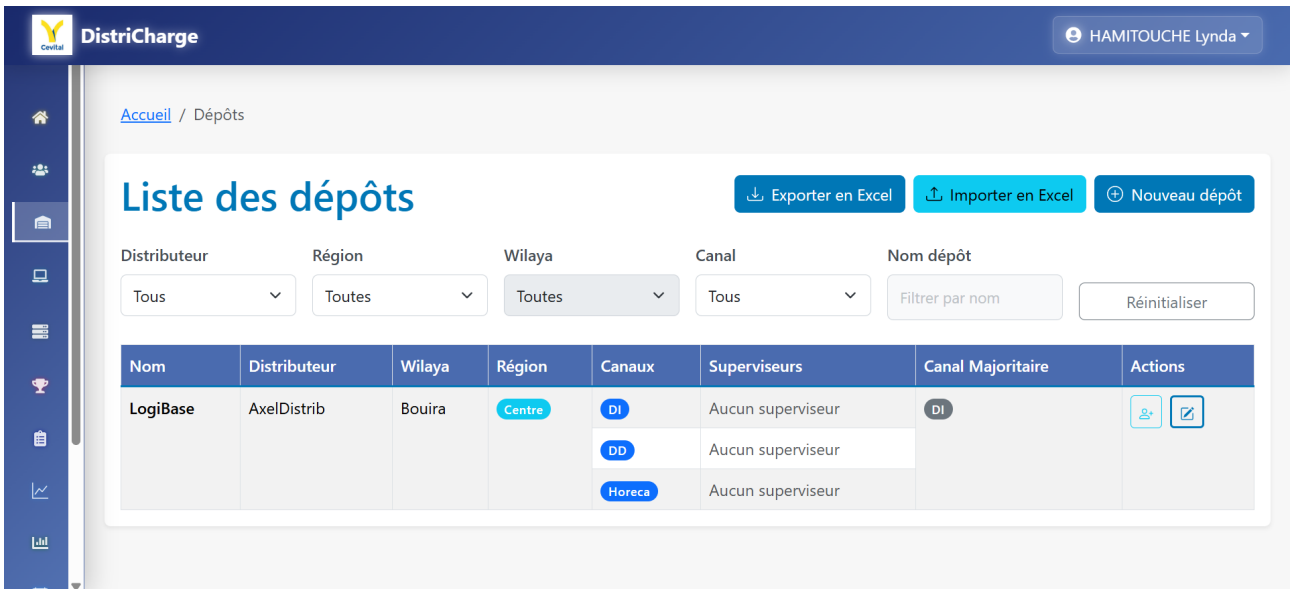 Cevital DistriCharge HAMITOUCHE Lynda
Accueil / Dépôts
Liste des dépôts Exporter en Excel Importer en Excel Nouveau dépôt
Distributeur Région Wilaya Canal Nom dépôt
Tous Toutes Toutes Tous Filtrer par nom Réinitialiser
Nom Distributeur Wilaya Région Canaux Superviseurs Canal Majoritaire Actions
LogiBase AxelDistrib Bouira Centre DI Aucun superviseur DI
DD Aucun superviseur
Horeca Aucun superviseur